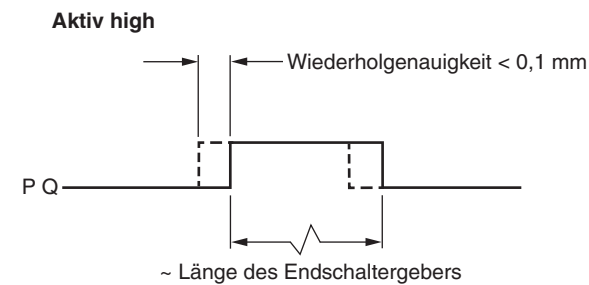 Aktiv high
Wiederholgenauigkeit < 0,1 mm
P Q
~ Länge des Endschaltergebers